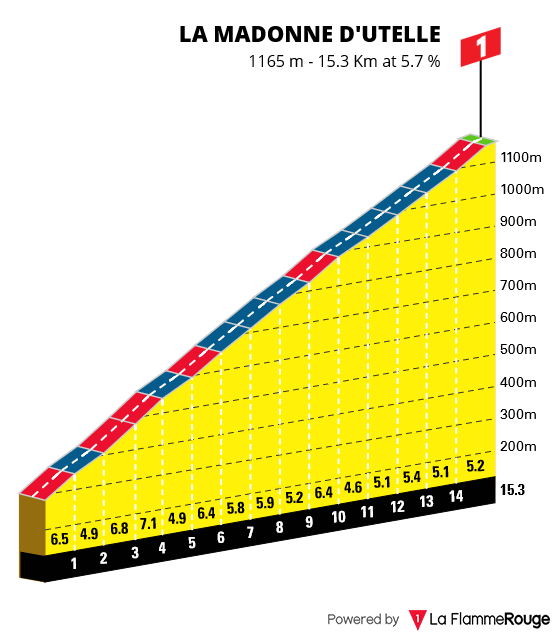 LA MADONNE D'UTELLE
1165 m - 15.3 Km at 5.7 %
1
1100m
1000m
900m
800m
700m
600m
500m
400m
300m
200m
6.5 4.9 6.8 7.1 4.9 6.4 5.8 5.9 5.2 6.4 4.6 5.1 5.4 5.1 5.2
1 2 3 4 5 6 7 8 9 10 11 12 13 14 15.3
Powered by 1 La FlammeRouge